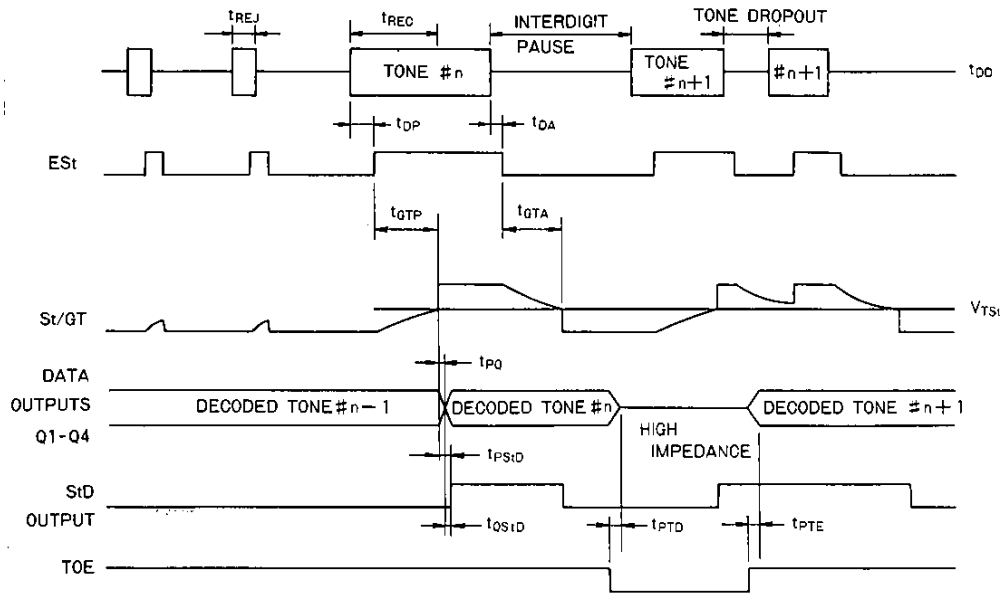 tREJ
tREC
INTERDIGIT
PAUSE
TONE DROPOUT
TONE #n
TONE
#n+1
#n+1
tDO
tDP
tDA
ESt
tGTP
tGTA
St/GT
VTSt
tPQ
DATA
OUTPUTS
Q1-Q4
DECODED TONE#n-1
DECODED TONE #n
DECODED TONE #n+1
HIGH
IMPEDANCE
tPStD
StD
OUTPUT
tQStD
tPTD
tPTE
TOE